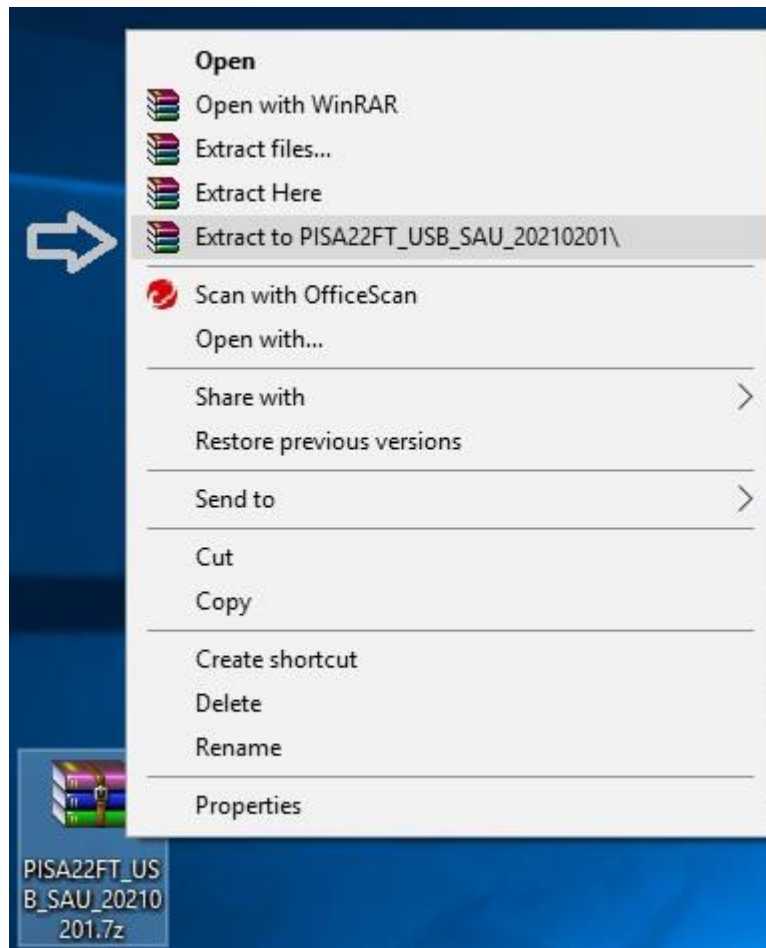 Open
Open with WinRAR
Extract files...
Extract Here
Extract to PISA22FT_USB_SAU_20210201\
Scan with OfficeScan
Open with...
Share with
Restore previous versions
Send to
Cut
Copy
Create shortcut
Delete
Rename
Properties
PISA22FT_US
B_SAU_20210
201.7z